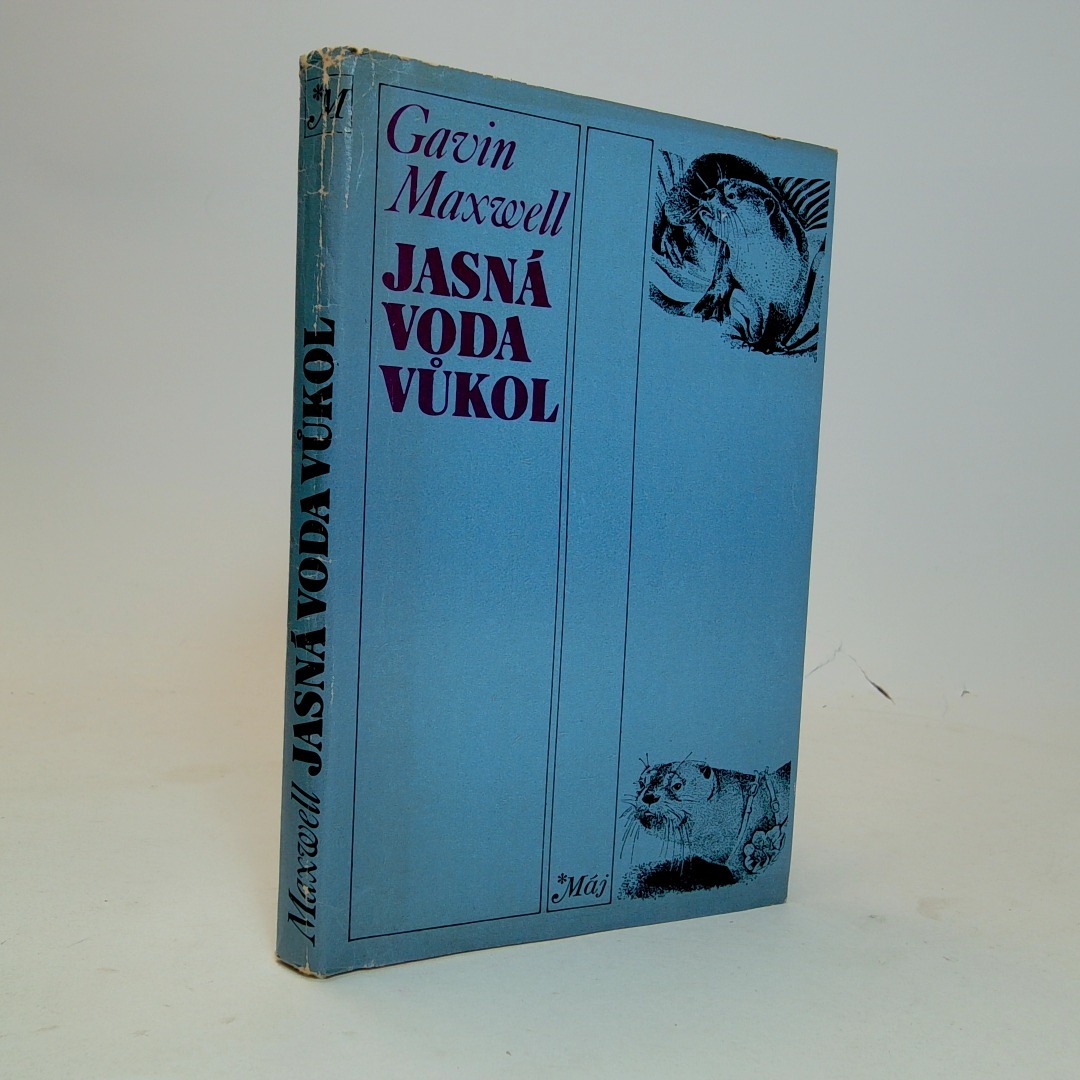 *M
Maxwell JASNÁ VODA VŮKOL
Gavin
Maxwell
JASNÁ
VODA
VŮKOL
*Máj